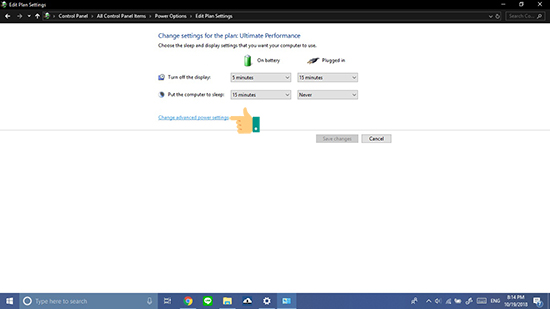 Edit Plan Settings
Control Panel > All Control Panel Items > Power Options > Edit Plan Settings
Search Co...
Change settings for the plan: Ultimate Performance
Choose the sleep and display settings that you want your computer to use.
On battery Plugged in
Turn off the display: 5 minutes 15 minutes
Put the computer to sleep: 15 minutes Never
Change advanced power settings
Save changes Cancel
Type here to search
ENG
8:14 PM
10/19/2018